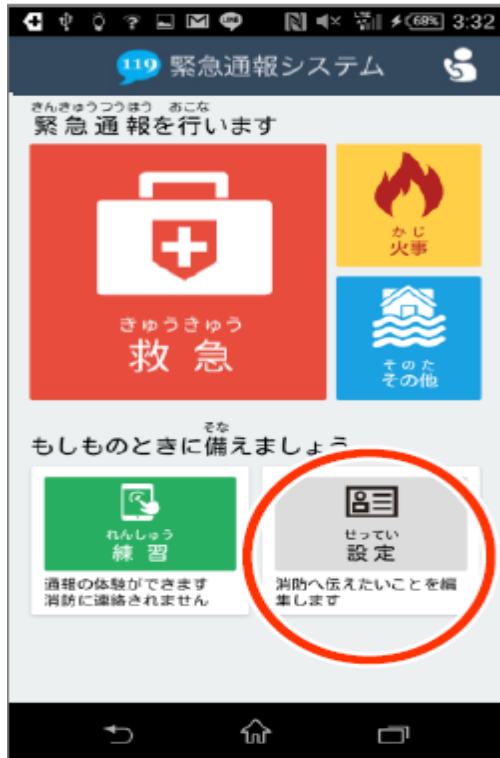 69% 3:32
119 緊急通報システム
きんきゅうつうほう おこな
緊急通報を行います
きゅうきゅう
救急
かじ
火事
そのた
その他
そな
もしものときに備えましょう
れんしゅう
練習
通報の体験ができます
消防に連絡されません
せってい
設定
消防へ伝えたいことを編
集します